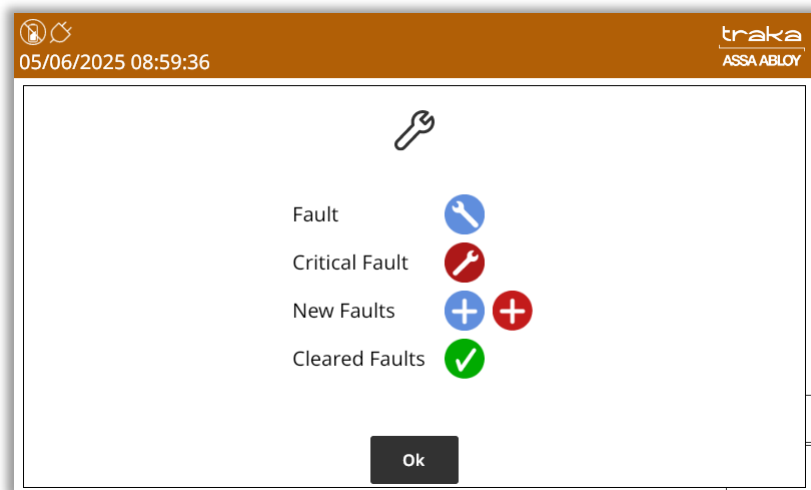 traka
05/06/2025 08:59:36
ASSA ABLOY
Fault
Critical Fault
New Faults
Cleared Faults
Ok